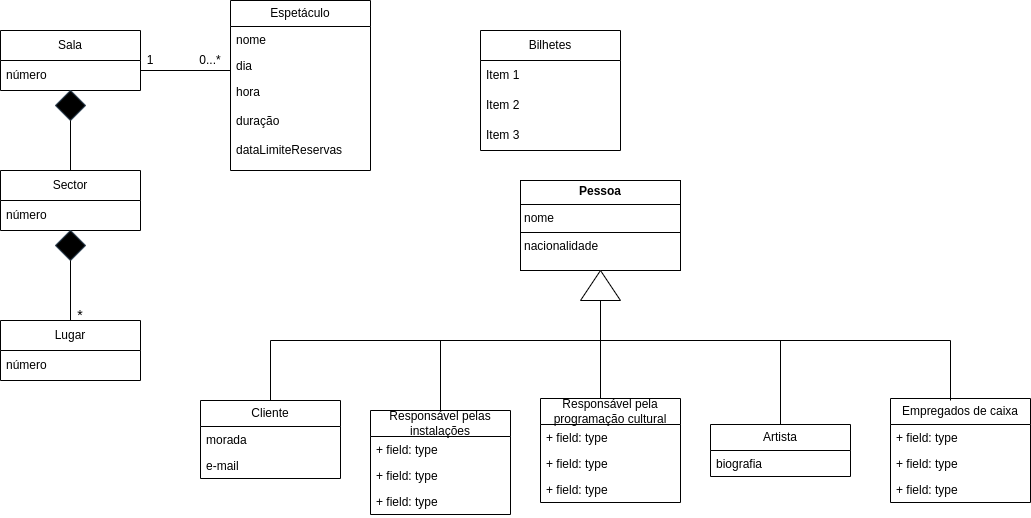 Sala
número
1
0...*
Espetáculo
nome
dia
hora
duração
dataLimiteReservas
Bilhetes
Item 1
Item 2
Item 3
Sector
número
*
Lugar
número
Pessoa
nome
nacionalidade
Cliente
morada
e-mail
Responsável pelas
instalações
+ field: type
+ field: type
+ field: type
Responsável pela
programação cultural
+ field: type
+ field: type
+ field: type
Artista
biografia
Empregados de caixa
+ field: type
+ field: type
+ field: type